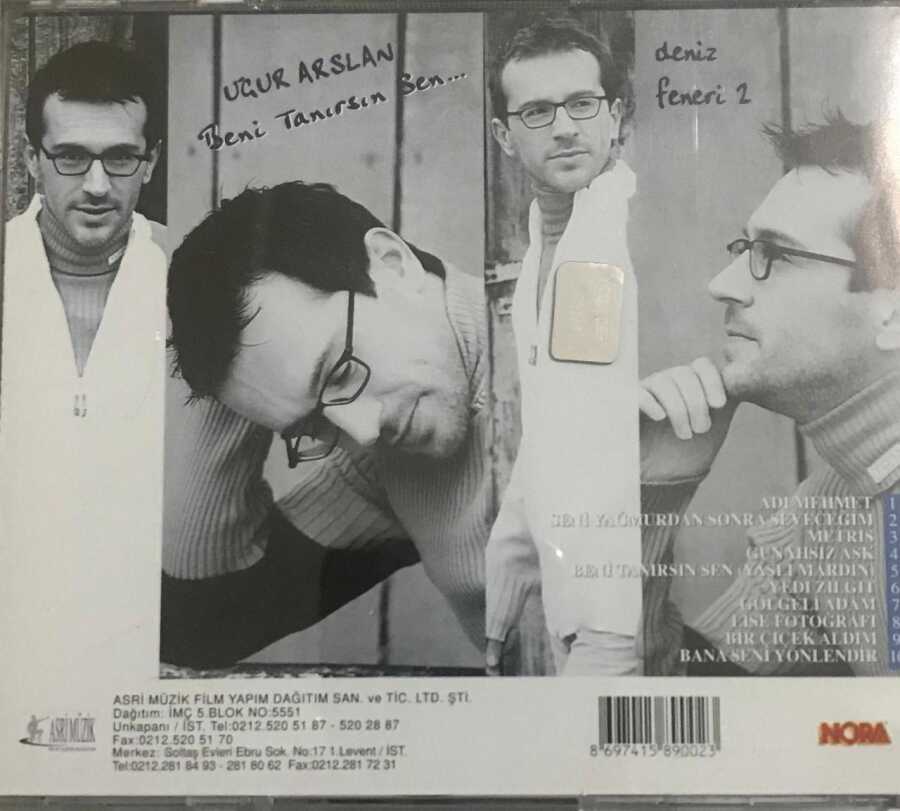 UĞUR ARSLAN
Beni Tanırsın Sen...
deniz
feneri 2
ADI MEHMET 1
SENİ YAĞMURDAN SONRA SEVECEĞİM 2
METRİS 3
GÜNAHSIZ AŞK 4
BENİ TANIRSIN SEN (YASLI MARDİN) 5
YEDİ ZILGIT 6
GÖLGELİ ADAM 7
LİSE FOTOĞRAFI 8
BİR ÇİÇEK ALDIM 9
BANA SENİ YÖNLENDİR 10
ASRİ MÜZİK FİLM YAPIM DAĞITIM SAN. ve TİC. LTD. ŞTİ.
Dağıtım: İMÇ 5.BLOK NO:5551
Unkapanı / İST. Tel:0212.520 51 87 - 520 28 87
Fax:0212.520 51 70
Merkez: Soltaş Evleri Ebru Sok. No:17 1.Levent / İST.
Tel:0212.281 84 93 - 281 80 62 Fax:0212.281 72 31
ASRİ MÜZİK
8 697415 890023
NORA